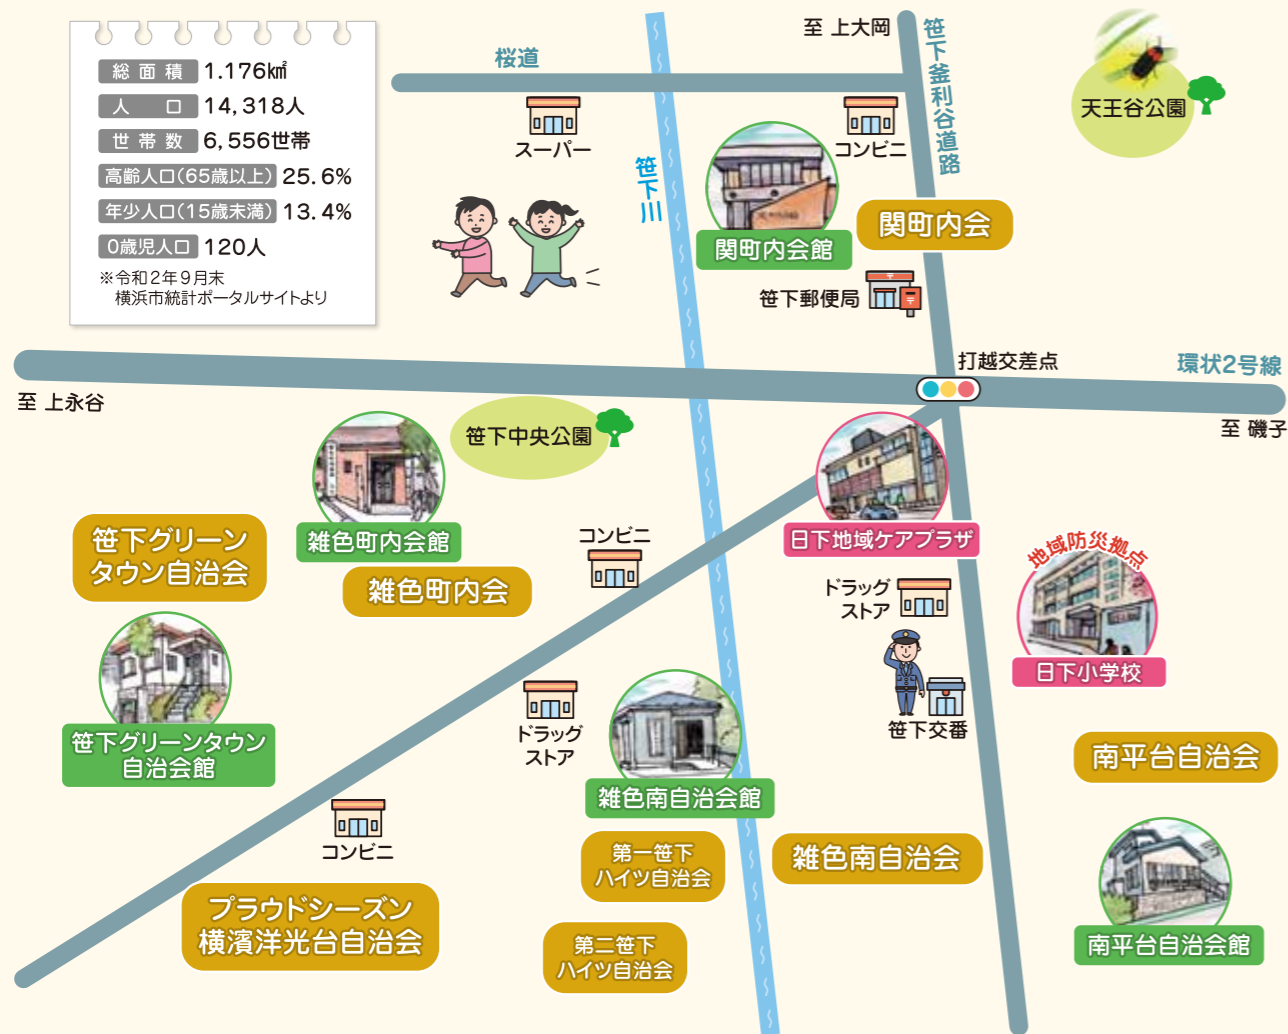 総面積 1.176㎢
人口 14,318人
世帯数 6,556世帯
高齢人口(65歳以上) 25.6%
年少人口(15歳未満) 13.4%
0歳児人口 120人
※令和2年9月末
横浜市統計ポータルサイトより
桜道
至 上大岡
笹下釜利谷道路
天王谷公園
スーパー
コンビニ
笹下川
関町内会館
関町内会
笹下郵便局
打越交差点
環状2号線
至 上永谷
至 磯子
笹下中央公園
雑色町内会館
笹下グリーン
タウン自治会
雑色町内会
コンビニ
日下地域ケアプラザ
地域防災拠点
日下小学校
ドラッグ
ストア
笹下交番
笹下グリーンタウン
自治会館
ドラッグ
ストア
雑色南自治会館
南平台自治会
コンビニ
第一笹下
ハイツ自治会
雑色南自治会
プラウドシーズン
横濱洋光台自治会
第二笹下
ハイツ自治会
南平台自治会館